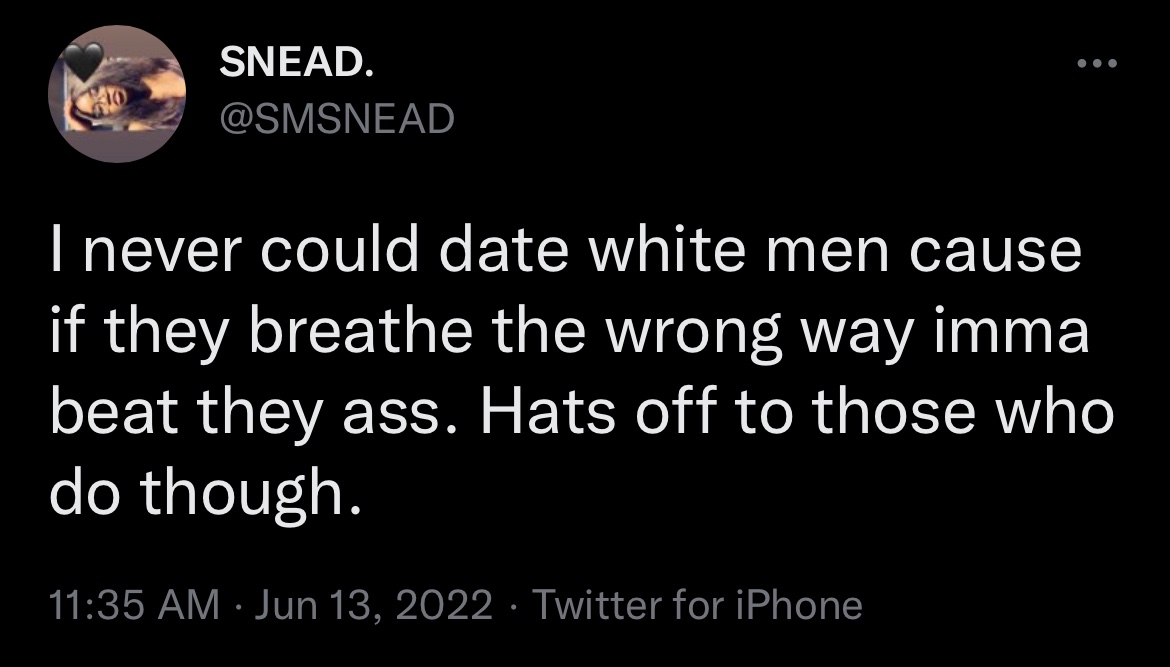 SNEAD.
@SMSNEAD
I never could date white men cause
if they breathe the wrong way imma
beat they ass. Hats off to those who
do though.
11:35 AM · Jun 13, 2022 · Twitter for iPhone